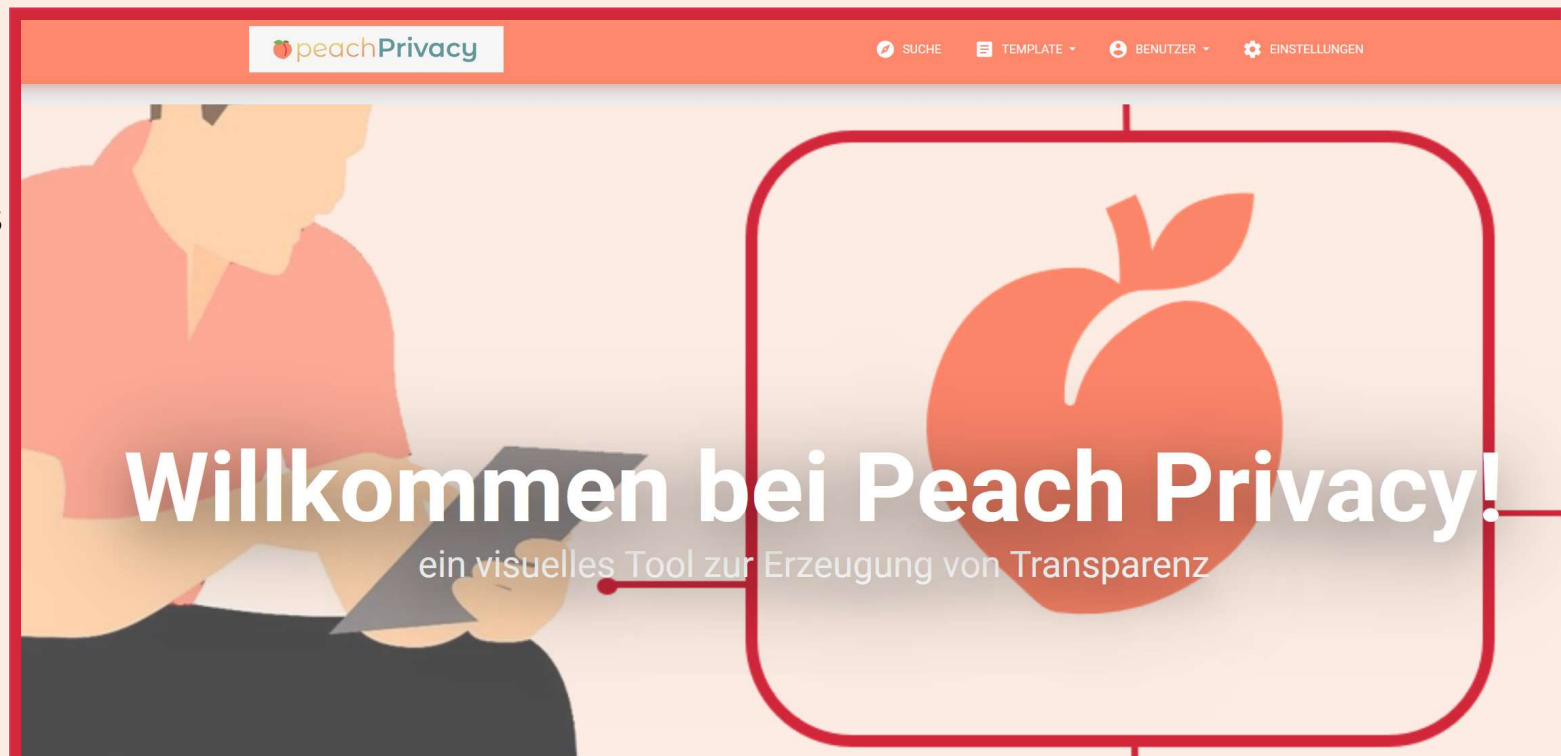 peachPrivacy
SUCHE TEMPLATE BENUTZER EINSTELLUNGEN
Willkommen bei Peach Privacy!
ein visuelles Tool zur Erzeugung von Transparenz